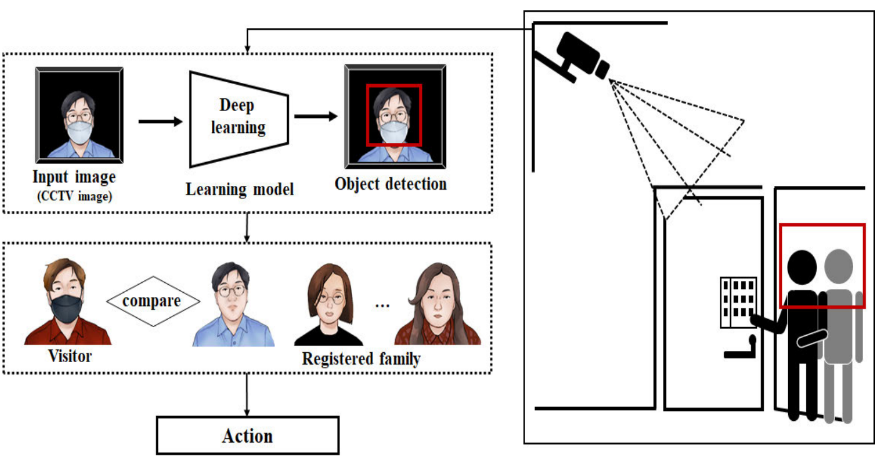 Deep
learning
Input image
(CCTV image)
Learning model
Object detection
compare
...
Visitor
Registered family
Action